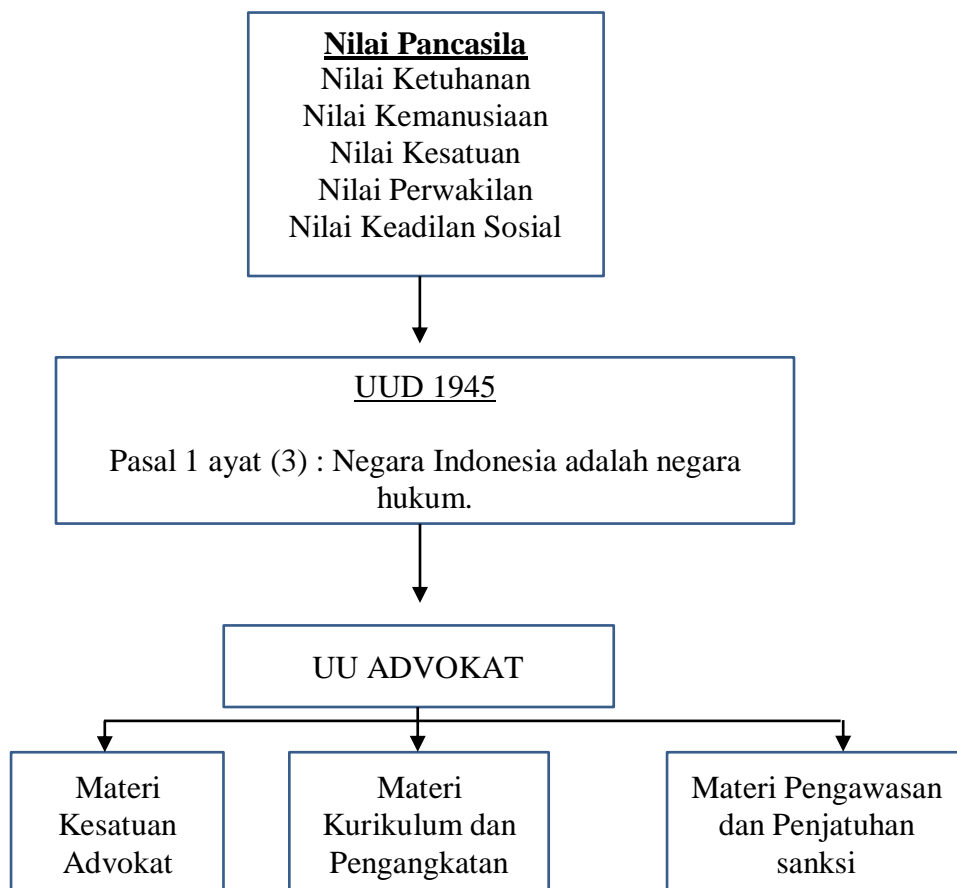 Nilai Pancasila
Nilai Ketuhanan
Nilai Kemanusiaan
Nilai Kesatuan
Nilai Perwakilan
Nilai Keadilan Sosial
UUD 1945
Pasal 1 ayat (3) : Negara Indonesia adalah negara
hukum.
UU ADVOKAT
Materi
Kesatuan
Advokat
Materi
Kurikulum dan
Pengangkatan
Materi Pengawasan
dan Penjatuhan
sanksi